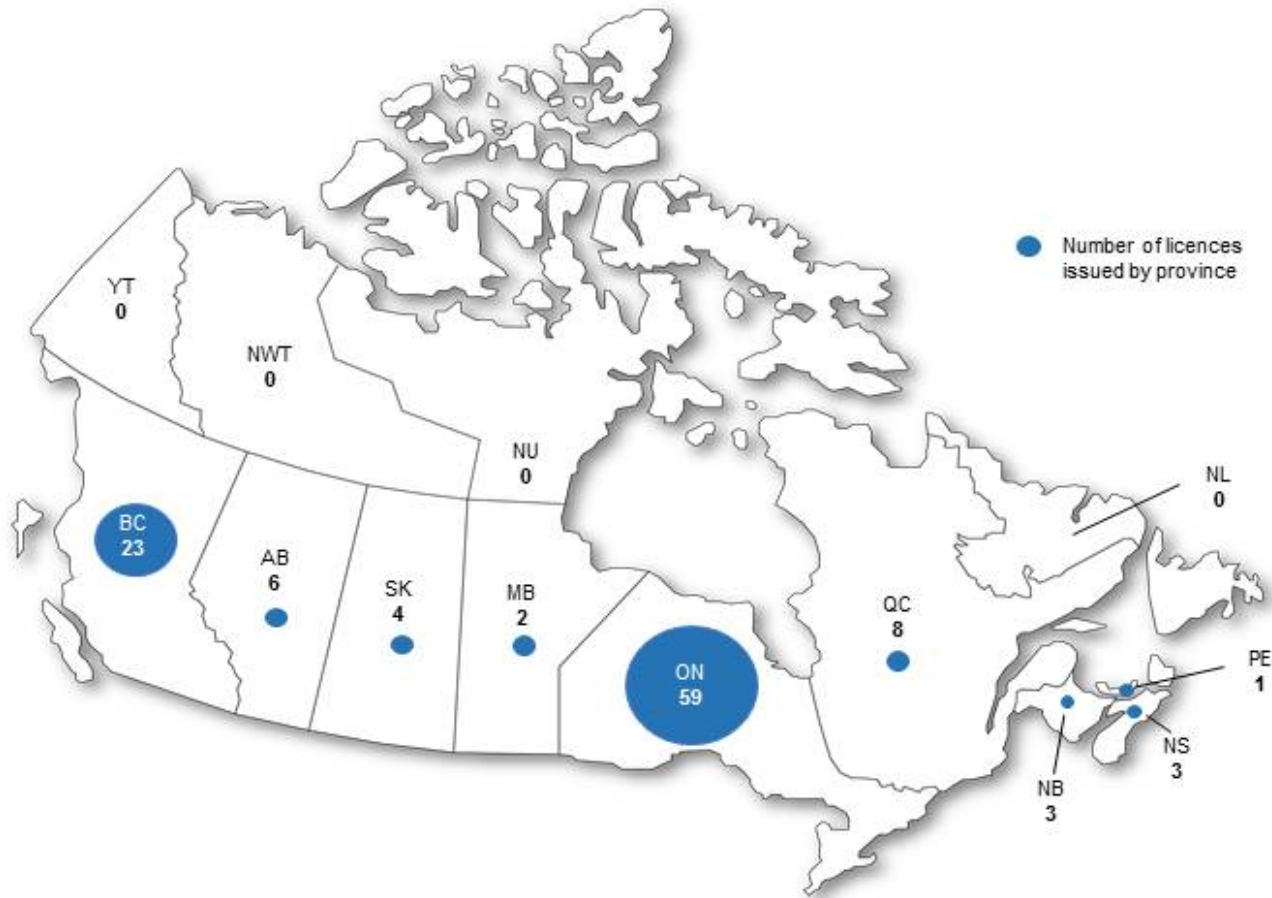 Number of licences
issued by province
YT
0
NWT
0
NU
0
NL
0
BC
23
AB
6
SK
4
MB
2
ON
59
QC
8
PE
1
NS
3
NB
3